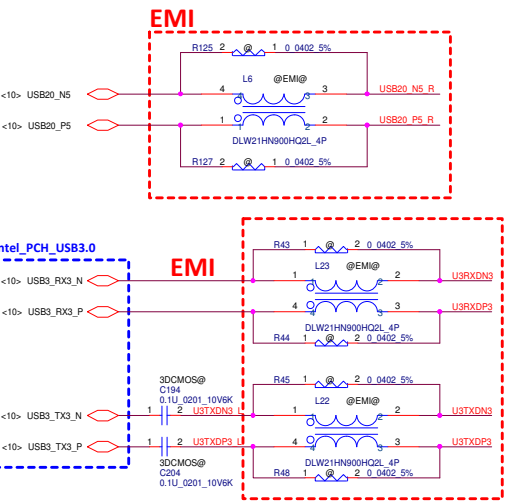 EMI
R125 2 @ 1 0_0402_5%
L6 @EMI@
<10> USB20_N5 4 3 USB20_N5_R
<10> USB20_P5 1 2 USB20_P5_R
DLW21HN900HQ2L_4P
R127 2 @ 1 0_0402_5%
ntel_PCH_USB3.0
EMI
R43 1 @ 2 0_0402_5%
L23 @EMI@
<10> USB3_RX3_N 1 2 U3RXDN3
<10> USB3_RX3_P 4 3 U3RXDP3
DLW21HN900HQ2L_4P
R44 1 @ 2 0_0402_5%
3DCMOS@
C194
0.1U_0201_10V6K
R45 1 @ 2 0_0402_5%
L22 @EMI@
<10> USB3_TX3_N 1 2 U3TXDN3_L 1 2 U3TXDN3
<10> USB3_TX3_P 1 2 U3TXDP3_L 4 3 U3TXDP3
3DCMOS@
C204
0.1U_0201_10V6K
DLW21HN900HQ2L_4P
R48 1 @ 2 0_0402_5%